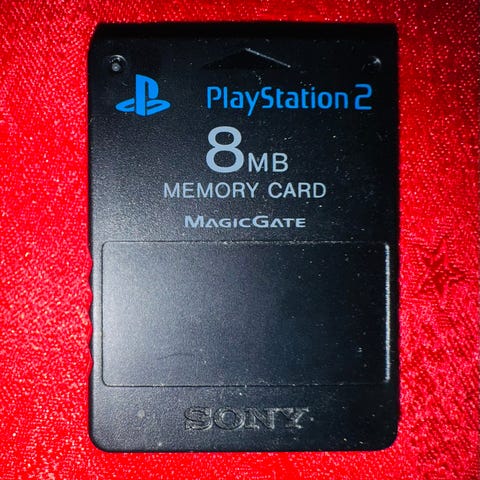 PlayStation 2
8MB
MEMORY CARD
MAGICGATE
SONY